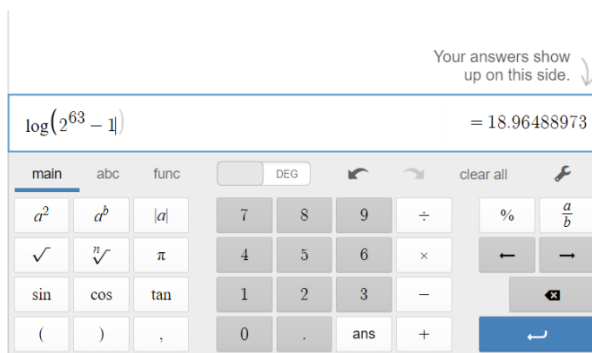 Your answers show
up on this side.
log(2^63 − 1) = 18.96488973
main abc func DEG clear all
a^2 a^b |a| 7 8 9 ÷ % a/b
√ ⁿ√ π 4 5 6 × ← →
sin cos tan 1 2 3 −
( ) , 0 . ans +